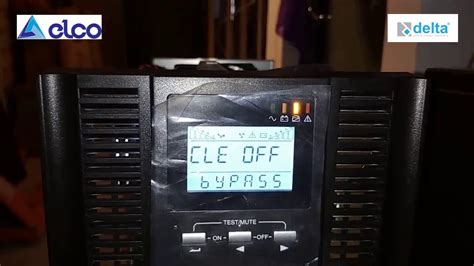 elco
delta
CLE OFF
bYPASS
TEST/MUTE
ON
OFF